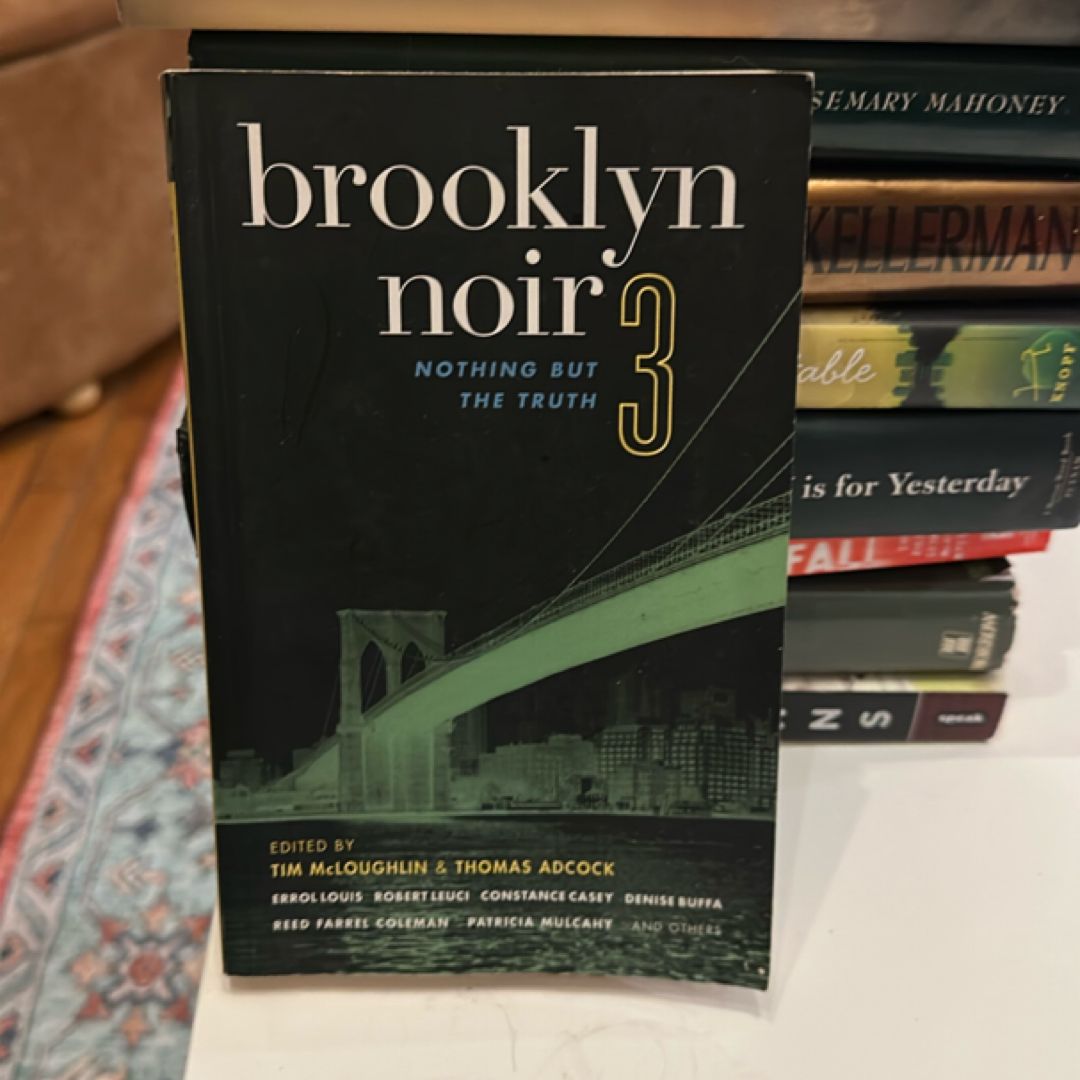 brooklyn
noir
3
NOTHING BUT
THE TRUTH
EDITED BY
TIM McLOUGHLIN & THOMAS ADCOCK
ERROL LOUIS ROBERT LEUCI CONSTANCE CASEY DENISE BUFFA
REED FARREL COLEMAN PATRICIA MULCAHY AND OTHERS
SEMARY MAHONEY
KELLERMAN
able
KNOPF
is for Yesterday
FALL
MORROW
N S
speak